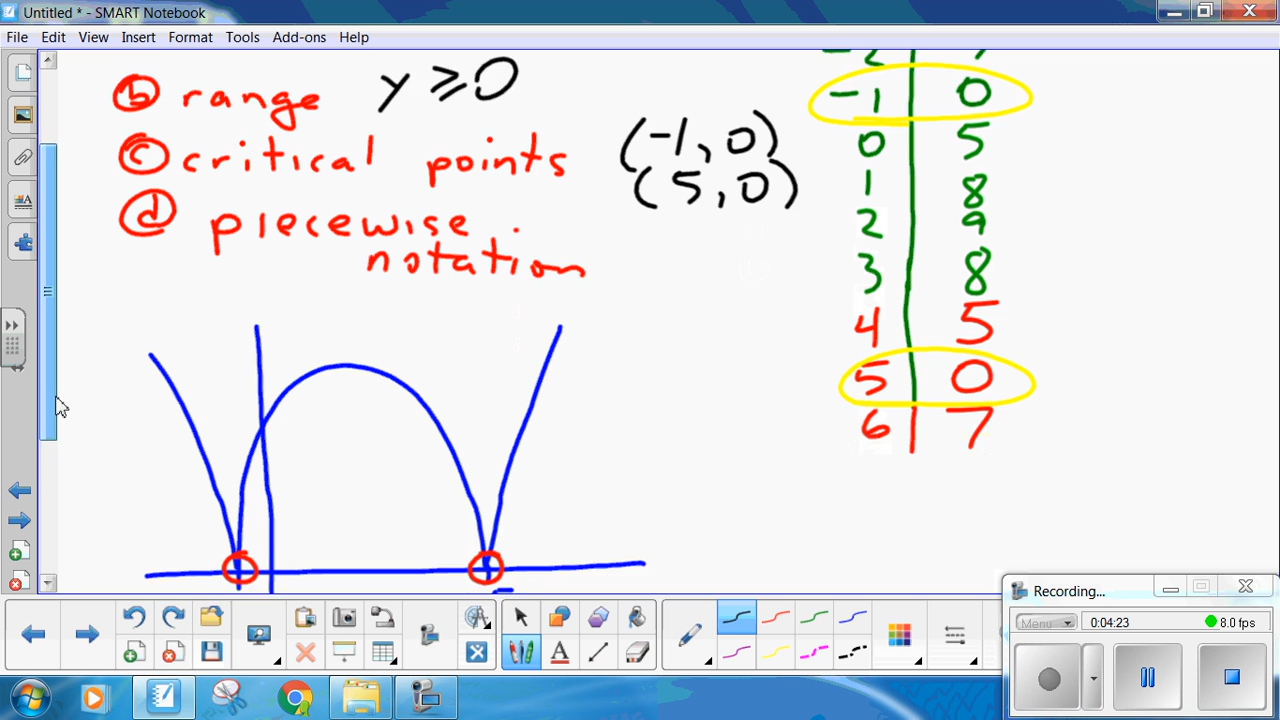 Untitled * - SMART Notebook
File Edit View Insert Format Tools Add-ons Help
b range y ≥ 0
c critical points (-1, 0)
(5, 0)
d piecewise
notation
-1 0
0 5
1 8
2 9
3 8
4 5
5 0
6 7
Recording...
Menu 0:04:23 8.0 fps